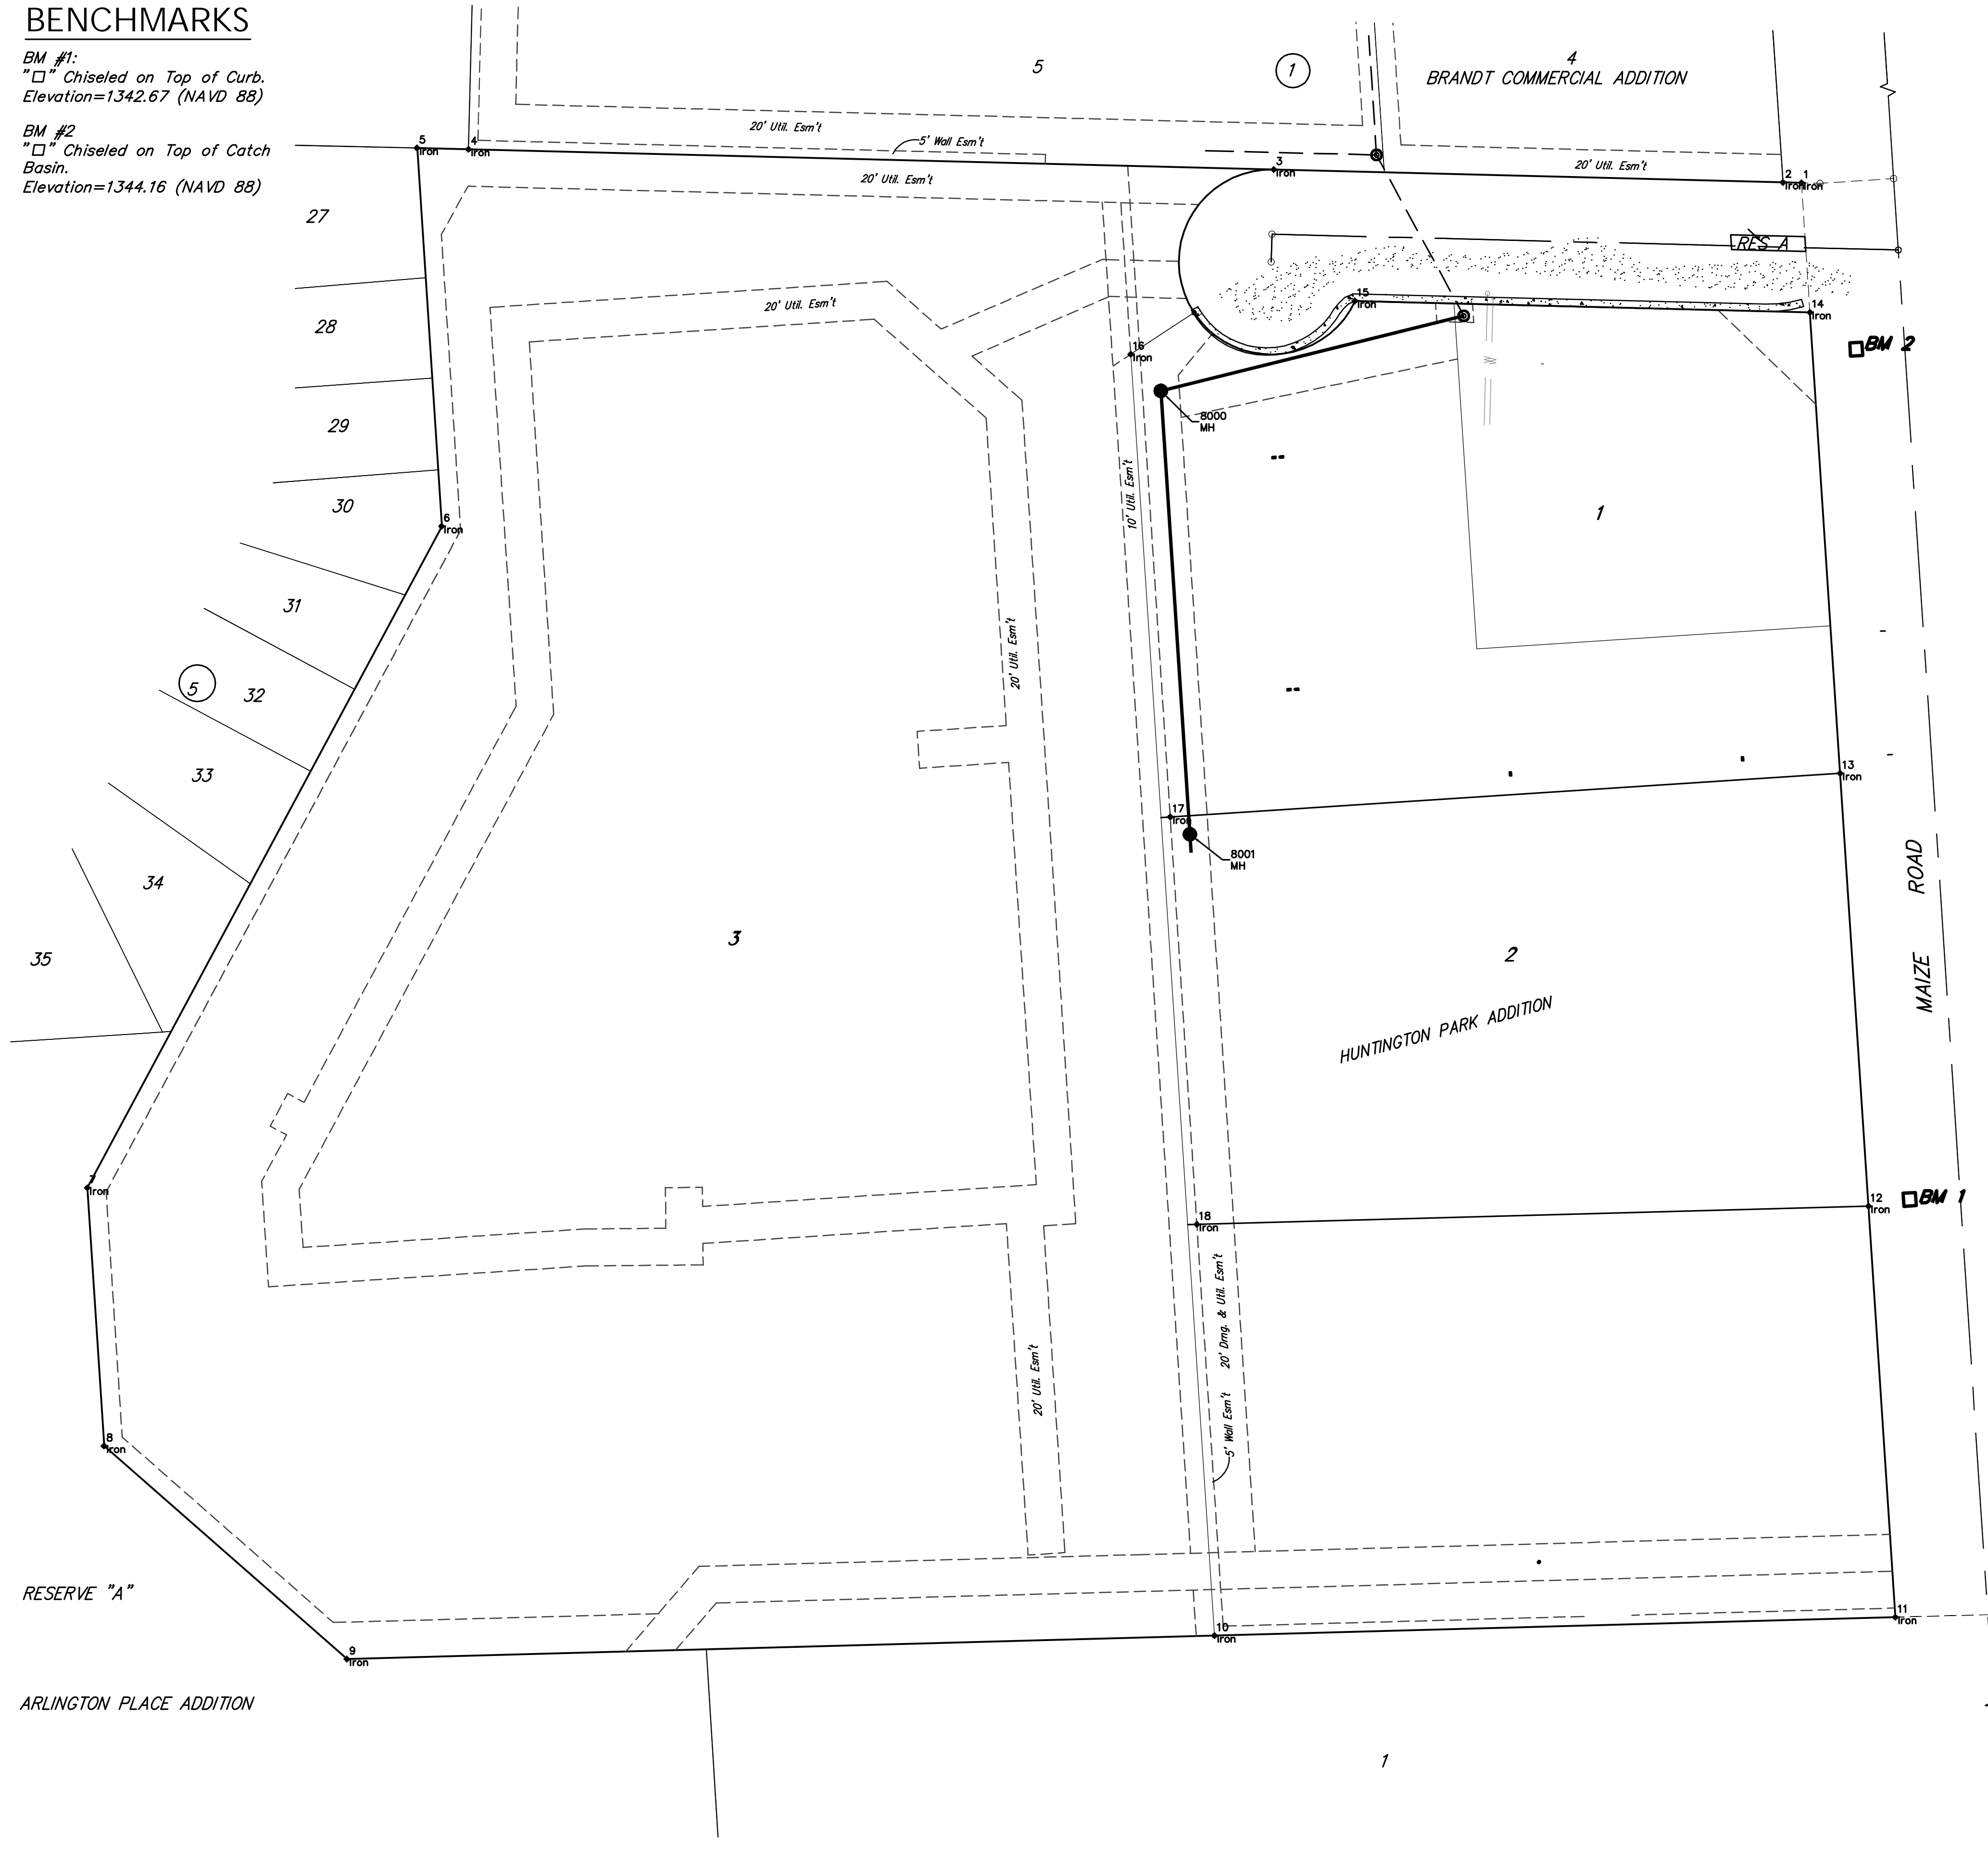 BENCHMARKS
BM #1:
"□" Chiseled on Top of Curb.
Elevation=1342.67 (NAVD 88)
BM #2
"□" Chiseled on Top of Catch
Basin.
Elevation=1344.16 (NAVD 88)
5
1
4
BRANDT COMMERCIAL ADDITION
20' Util. Esm't
5' Wall Esm't
20' Util. Esm't
20' Util. Esm't
5
Iron
4
Iron
3
Iron
2
Iron
1
Iron
27
RES A
28
20' Util. Esm't
15
Iron
14
Iron
16
Iron
BM 2
29
8000
MH
10' Util. Esm't
30
6
Iron
1
31
20' Util. Esm't
5
32
33
13
Iron
17
Iron
8001
MH
MAIZE ROAD
34
3
2
35
HUNTINGTON PARK ADDITION
7
Iron
12
Iron
BM 1
18
Iron
20' Drng. & Util. Esm't
20' Util. Esm't
5' Wall Esm't
8
Iron
RESERVE "A"
11
Iron
10
Iron
9
Iron
ARLINGTON PLACE ADDITION
1